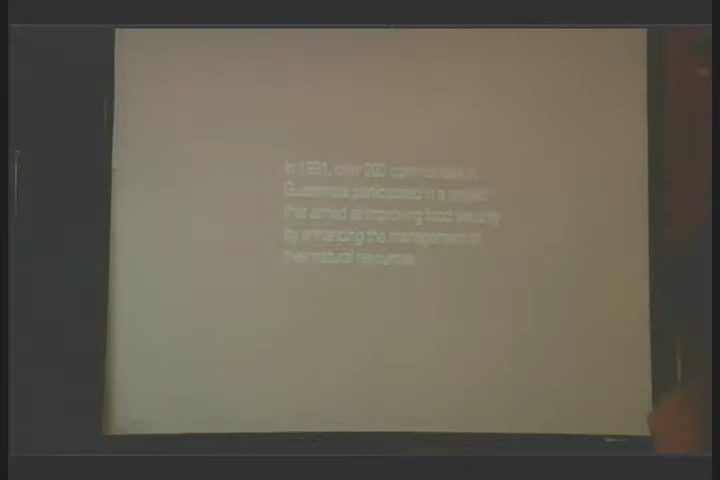 In 1991, over 200 communities in
Guatemala participated in a project
that aimed at improving food security
by enhancing the management of
their natural resources